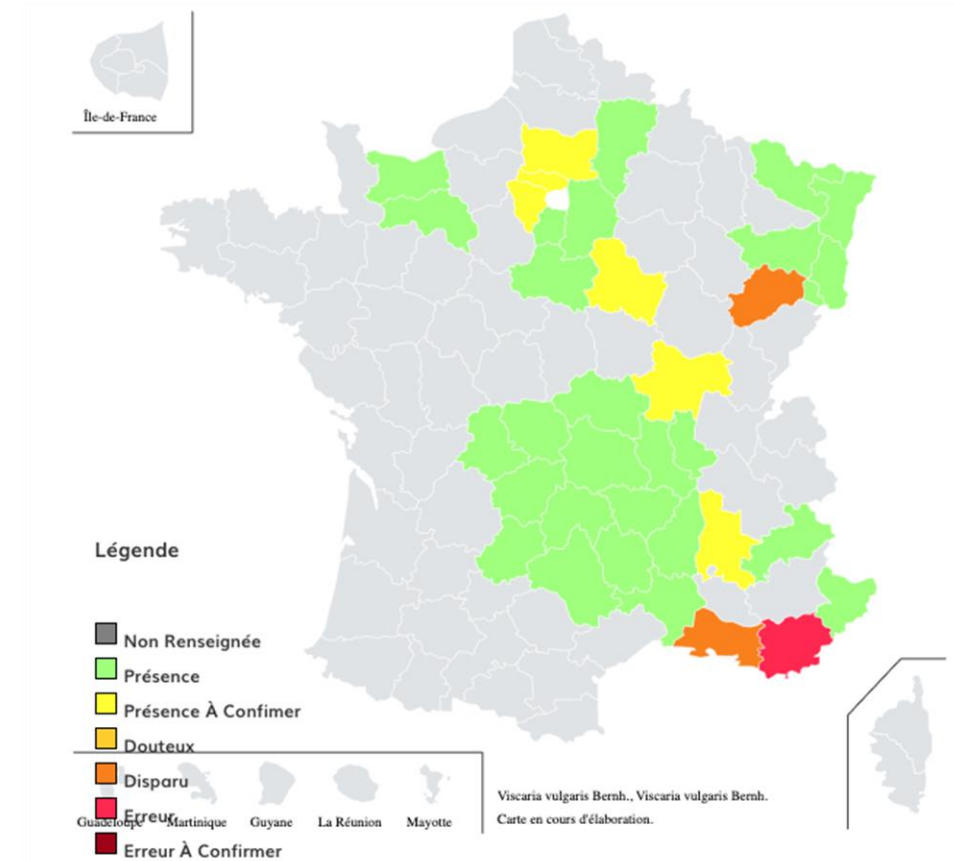 Île-de-France
Légende
Non Renseignée
Présence
Présence À Confimer
Douteux
Disparu
Erreur
Erreur À Confirmer
Guadeloupe
Martinique
Guyane
La Réunion
Mayotte
Viscaria vulgaris Bernh., Viscaria vulgaris Bernh.
Carte en cours d'élaboration.